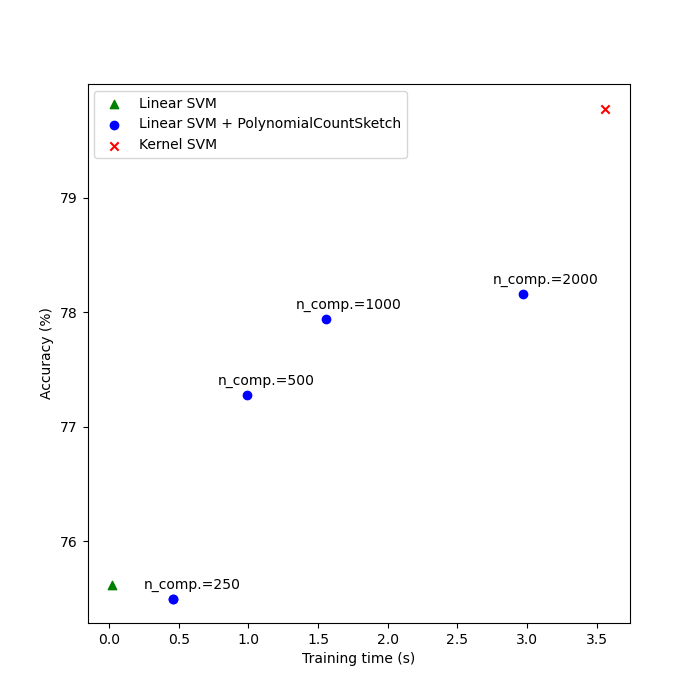 Linear SVM
Linear SVM + PolynomialCountSketch
Kernel SVM
79
78
77
76
Accuracy (%)
n_comp.=2000
n_comp.=1000
n_comp.=500
n_comp.=250
0.0 0.5 1.0 1.5 2.0 2.5 3.0 3.5
Training time (s)